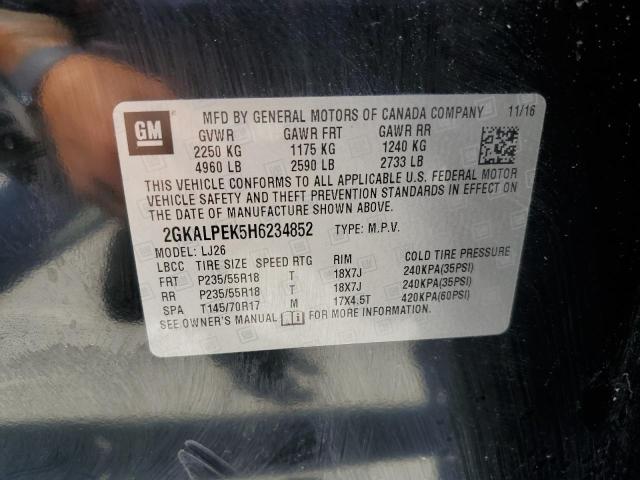 GM
MFD BY GENERAL MOTORS OF CANADA COMPANY 11/16
GVWR GAWR FRT GAWR RR
2250 KG 1175 KG 1240 KG
4960 LB 2590 LB 2733 LB
THIS VEHICLE CONFORMS TO ALL APPLICABLE U.S. FEDERAL MOTOR
VEHICLE SAFETY AND THEFT PREVENTION STANDARDS IN EFFECT ON
THE DATE OF MANUFACTURE SHOWN ABOVE.
2GKALPEK5H6234852 TYPE: M.P.V.
MODEL: LJ26
LBCC TIRE SIZE SPEED RTG RIM COLD TIRE PRESSURE
FRT P235/55R18 T 18X7J 240KPA(35PSI)
RR P235/55R18 T 18X7J 240KPA(35PSI)
SPA T145/70R17 M 17X4.5T 420KPA(60PSI)
SEE OWNER'S MANUAL FOR MORE INFORMATION.